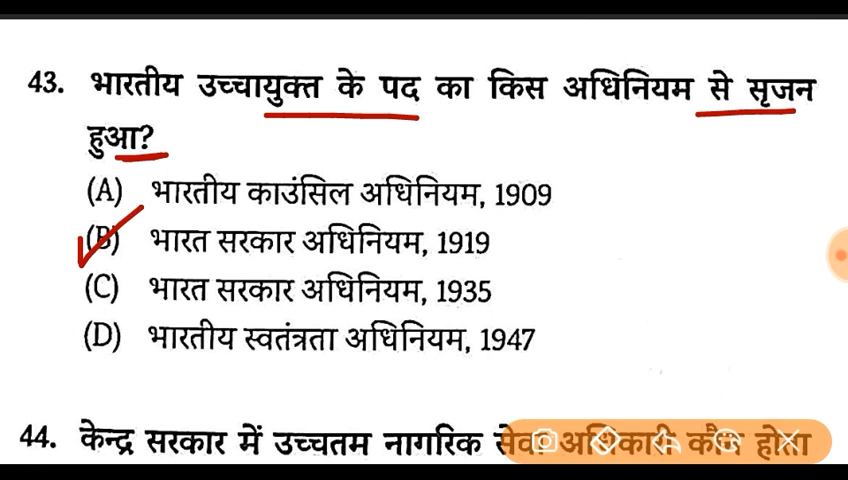 43. भारतीय उच्चायुक्त के पद का किस अधिनियम से सृजन
हुआ?
(A) भारतीय काउंसिल अधिनियम, 1909
(B) भारत सरकार अधिनियम, 1919
(C) भारत सरकार अधिनियम, 1935
(D) भारतीय स्वतंत्रता अधिनियम, 1947
44. केन्द्र सरकार में उच्चतम नागरिक सेवा अधिकारी कौन होता